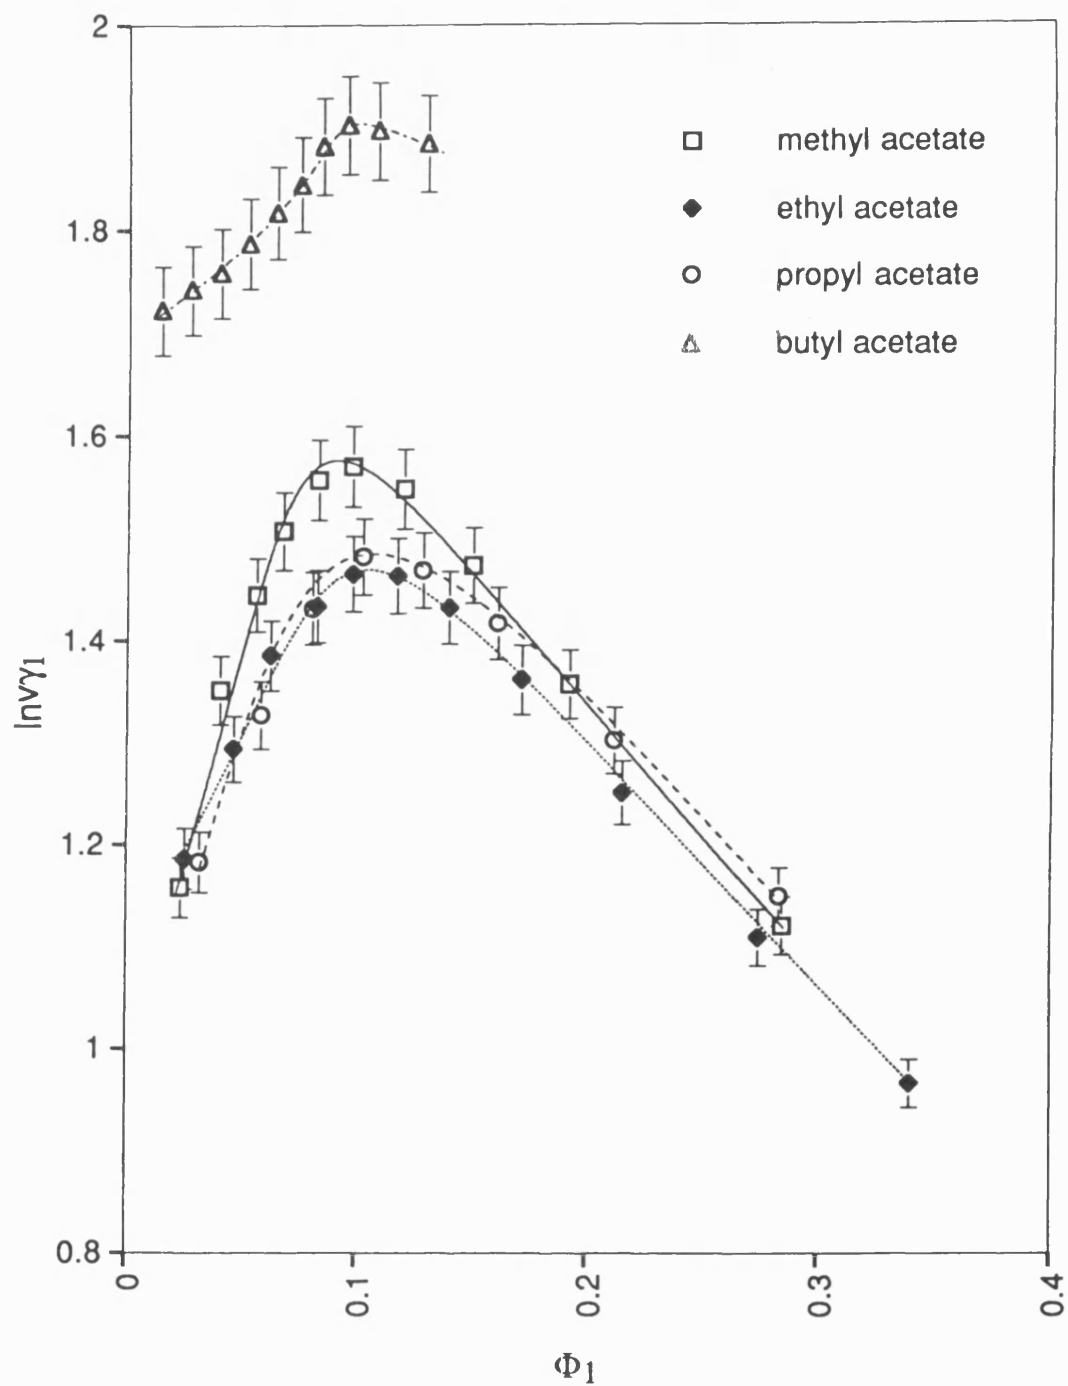 2
1.8
1.6
1.4
1.2
1
0.8
lnvγ1
methyl acetate
ethyl acetate
propyl acetate
butyl acetate
0
0.1
0.2
0.3
0.4
Φ1